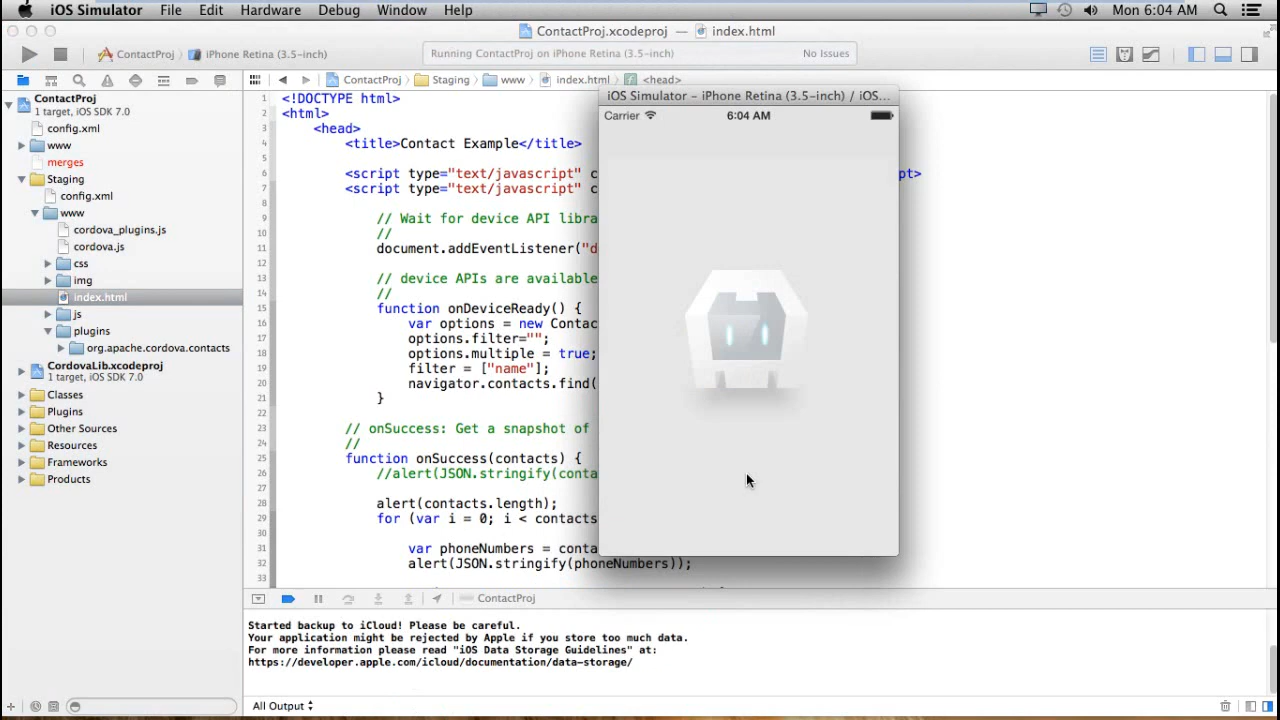 iOS Simulator File Edit Hardware Debug Window Help Mon 6:04 AM
ContactProj.xcodeproj — index.html
ContactProj iPhone Retina (3.5-inch) Running ContactProj on iPhone Retina (3.5-inch) No Issues
ContactProj Staging www index.html <head>
ContactProj
1 target, iOS SDK 7.0
config.xml
www
merges
Staging
config.xml
www
cordova_plugins.js
cordova.js
css
img
index.html
js
plugins
org.apache.cordova.contacts
CordovaLib.xcodeproj
1 target, iOS SDK 7.0
Classes
Plugins
Other Sources
Resources
Frameworks
Products
1 <!DOCTYPE html>
2 <html>
3 <head>
4 <title>Contact Example</title>
5
6 <script type="text/javascript" c pt>
7 <script type="text/javascript" c
8
9 // Wait for device API libra
10 //
11 document.addEventListener("d
12
13 // device APIs are available
14 //
15 function onDeviceReady() {
16 var options = new Contac
17 options.filter="";
18 options.multiple = true;
19 filter = ["name"];
20 navigator.contacts.find(
21 }
22
23 // onSuccess: Get a snapshot of
24 //
25 function onSuccess(contacts) {
26 //alert(JSON.stringify(conta
27
28 alert(contacts.length);
29 for (var i = 0; i < contacts
30
31 var phoneNumbers = conta
32 alert(JSON.stringify(phoneNumbers));
33
iOS Simulator - iPhone Retina (3.5-inch) / iOS...
Carrier 6:04 AM
ContactProj
Started backup to iCloud! Please be careful.
Your application might be rejected by Apple if you store too much data.
For more information please read "iOS Data Storage Guidelines" at:
https://developer.apple.com/icloud/documentation/data-storage/
All Output